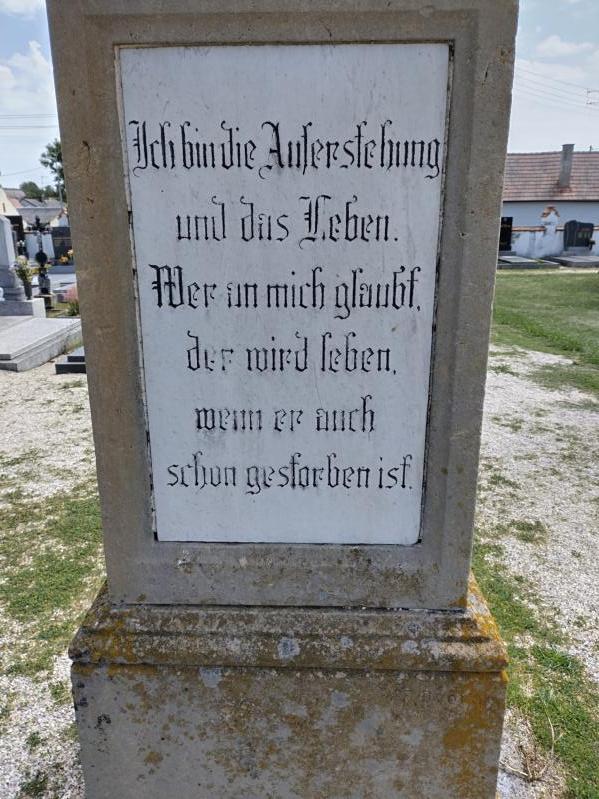 Ich bin die Auferstehung
und das Leben.
Wer an mich glaubt,
der wird leben,
wenn er auch
schon gestorben ist.